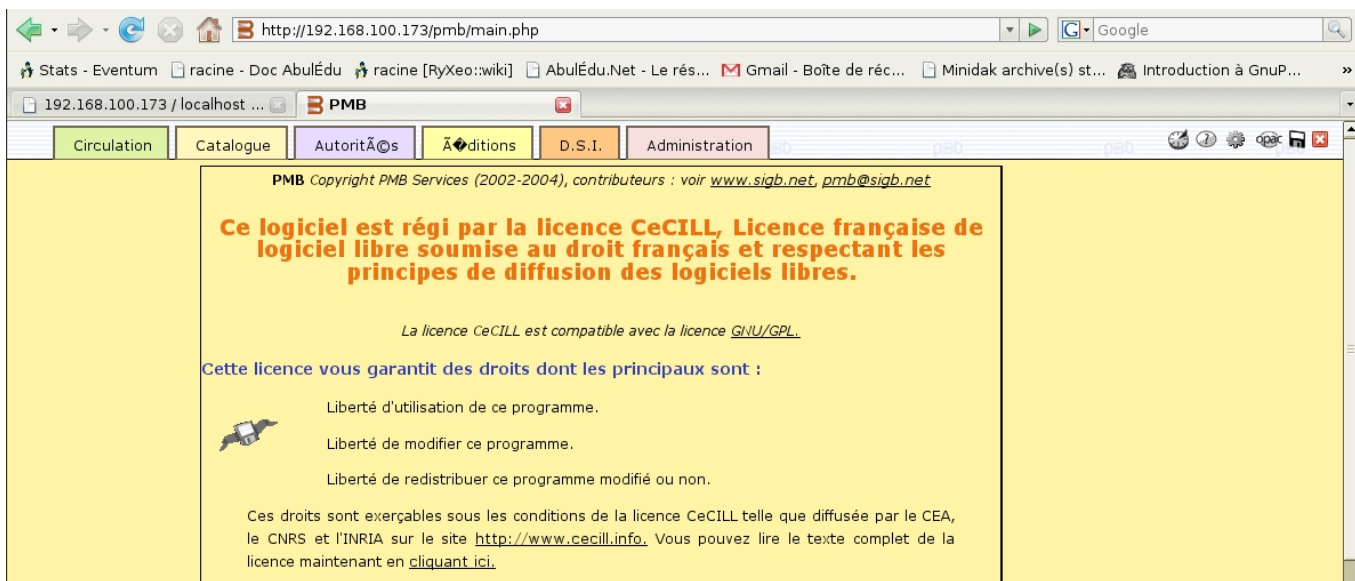 http://192.168.100.173/pmb/main.php
Google
Stats - Eventum racine - Doc AbulÉdu racine [RyXeo::wiki] AbulÉdu.Net - Le rés... Gmail - Boîte de réc... Minidak archive(s) st... Introduction à GnuP... »
192.168.100.173 / localhost ... PMB
Circulation Catalogue AutoritÃ©s Ã�ditions D.S.I. Administration opac
PMB Copyright PMB Services (2002-2004), contributeurs : voir www.sigb.net, pmb@sigb.net
Ce logiciel est régi par la licence CeCILL, Licence française de
logiciel libre soumise au droit français et respectant les
principes de diffusion des logiciels libres.
La licence CeCILL est compatible avec la licence GNU/GPL.
Cette licence vous garantit des droits dont les principaux sont :
Liberté d'utilisation de ce programme.
Liberté de modifier ce programme.
Liberté de redistribuer ce programme modifié ou non.
Ces droits sont exerçables sous les conditions de la licence CeCILL telle que diffusée par le CEA,
le CNRS et l'INRIA sur le site http://www.cecill.info. Vous pouvez lire le texte complet de la
licence maintenant en cliquant ici.